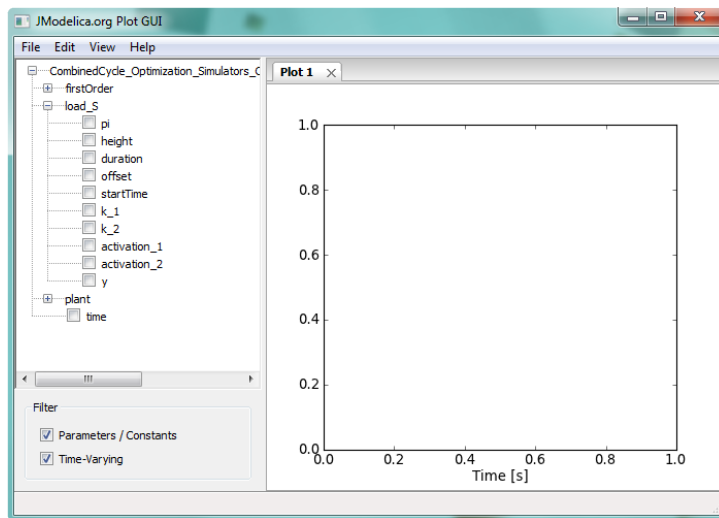 JModelica.org Plot GUI
File Edit View Help
CombinedCycle_Optimization_Simulators_C
firstOrder
load_S
pi
height
duration
offset
startTime
k_1
k_2
activation_1
activation_2
y
plant
time
Filter
Parameters / Constants
Time-Varying
Plot 1
1.0
0.8
0.6
0.4
0.2
0.0
0.0 0.2 0.4 0.6 0.8 1.0
Time [s]